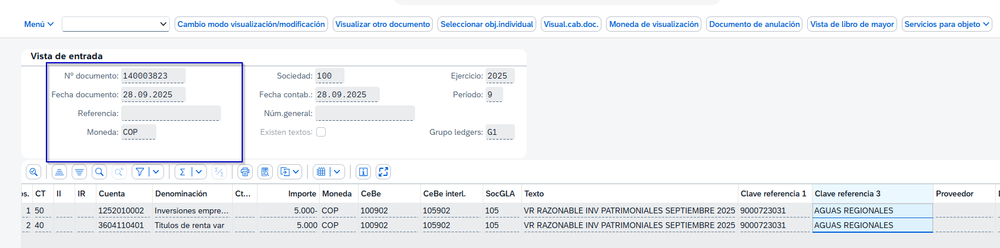 Menú Cambio modo visualización/modificación Visualizar otro documento Seleccionar obj.individual Visual.cab.doc. Moneda de visualización Documento de anulación Vista de libro de mayor Servicios para objeto
Vista de entrada
Nº documento: 140003823 Sociedad: 100 Ejercicio: 2025
Fecha documento: 28.09.2025 Fecha contab.: 28.09.2025 Período: 9
Referencia: Núm.general:
Moneda: COP Existen textos: Grupo ledgers: G1
os. CT II IR Cuenta Denominación Ct... Importe Moneda CeBe CeBe interl. SocGLA Texto Clave referencia 1 Clave referencia 3 Proveedor
1 50 1252010002 Inversiones empre... 5.000- COP 100902 105902 105 VR RAZONABLE INV PATRIMONIALES SEPTIEMBRE 2025 9000723031 AGUAS REGIONALES
2 40 3604110401 Titulos de renta var 5.000 COP 100902 105902 105 VR RAZONABLE INV PATRIMONIALES SEPTIEMBRE 2025 9000723031 AGUAS REGIONALES